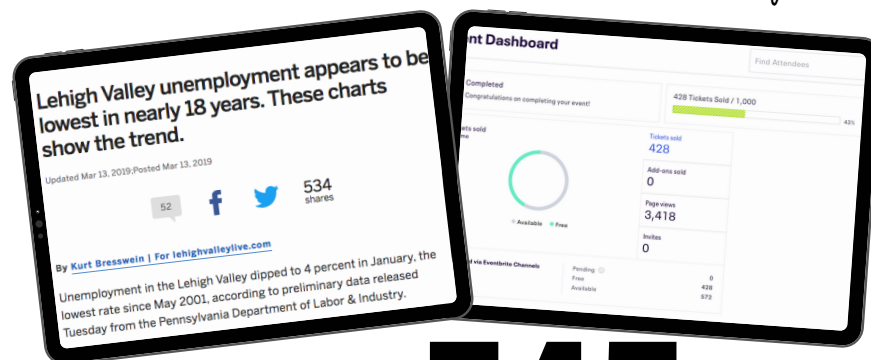 Lehigh Valley unemployment appears to be
lowest in nearly 18 years. These charts
show the trend.
Updated Mar 13, 2019;Posted Mar 13, 2019
52
534
shares
By Kurt Bresswein | For lehighvalleylive.com
Unemployment in the Lehigh Valley dipped to 4 percent in January, the
lowest rate since May 2001, according to preliminary data released
Tuesday from the Pennsylvania Department of Labor & Industry.
nt Dashboard
Find Attendees
Completed
Congratulations on completing your event!
428 Tickets Sold / 1,000
43%
ets sold
me
Available
Free
Tickets sold
428
Add-ons sold
0
Page views
3,418
Invites
0
d via Eventbrite Channels
Pending 0
Free 428
Available 572